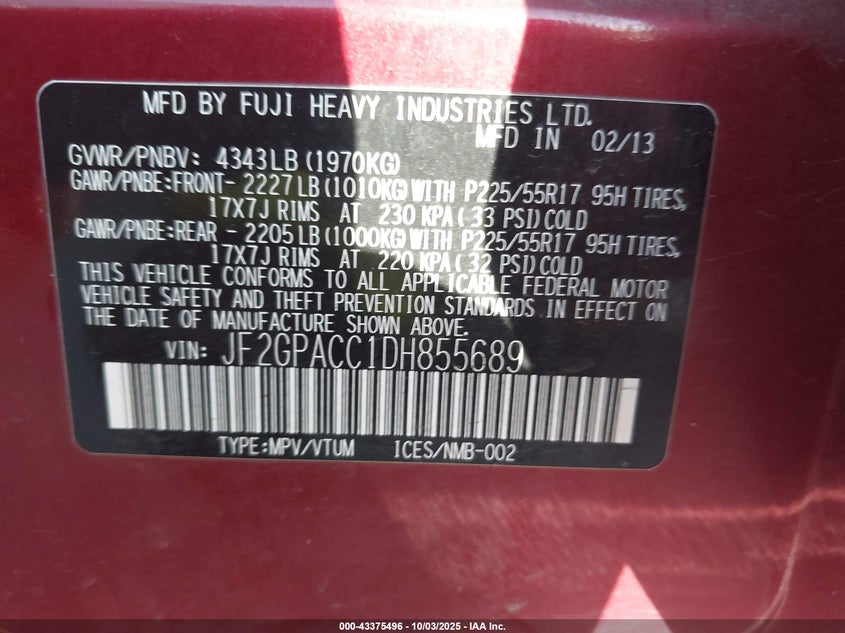 MFD BY FUJI HEAVY INDUSTRIES LTD.
MFD IN 02/13
GVWR/PNBV: 4343LB(1970KG)
GAWR/PNBE:FRONT- 2227LB(1010KG)WITH P225/55R17 95H TIRES,
17X7J RIMS AT 230 KPA( 33 PSI)COLD
GAWR/PNBE:REAR - 2205LB(1000KG)WITH P225/55R17 95H TIRES,
17X7J RIMS AT 220 KPA( 32 PSI)COLD
THIS VEHICLE CONFORMS TO ALL APPLICABLE FEDERAL MOTOR
VEHICLE SAFETY AND THEFT PREVENTION STANDARDS IN EFFECT ON
THE DATE OF MANUFACTURE SHOWN ABOVE.
VIN: JF2GPACC1DH855689
TYPE:MPV/VTUM ICES/NMB-002
000-43375496 - 10/03/2025 - IAA Inc.